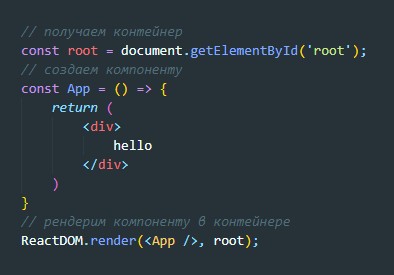 // получаем контейнер
const root = document.getElementById('root');
// создаем компоненту
const App = () => {
    return (
        <div>
            hello
        </div>
    )
}
// рендерим компоненту в контейнере
ReactDOM.render(<App />, root);